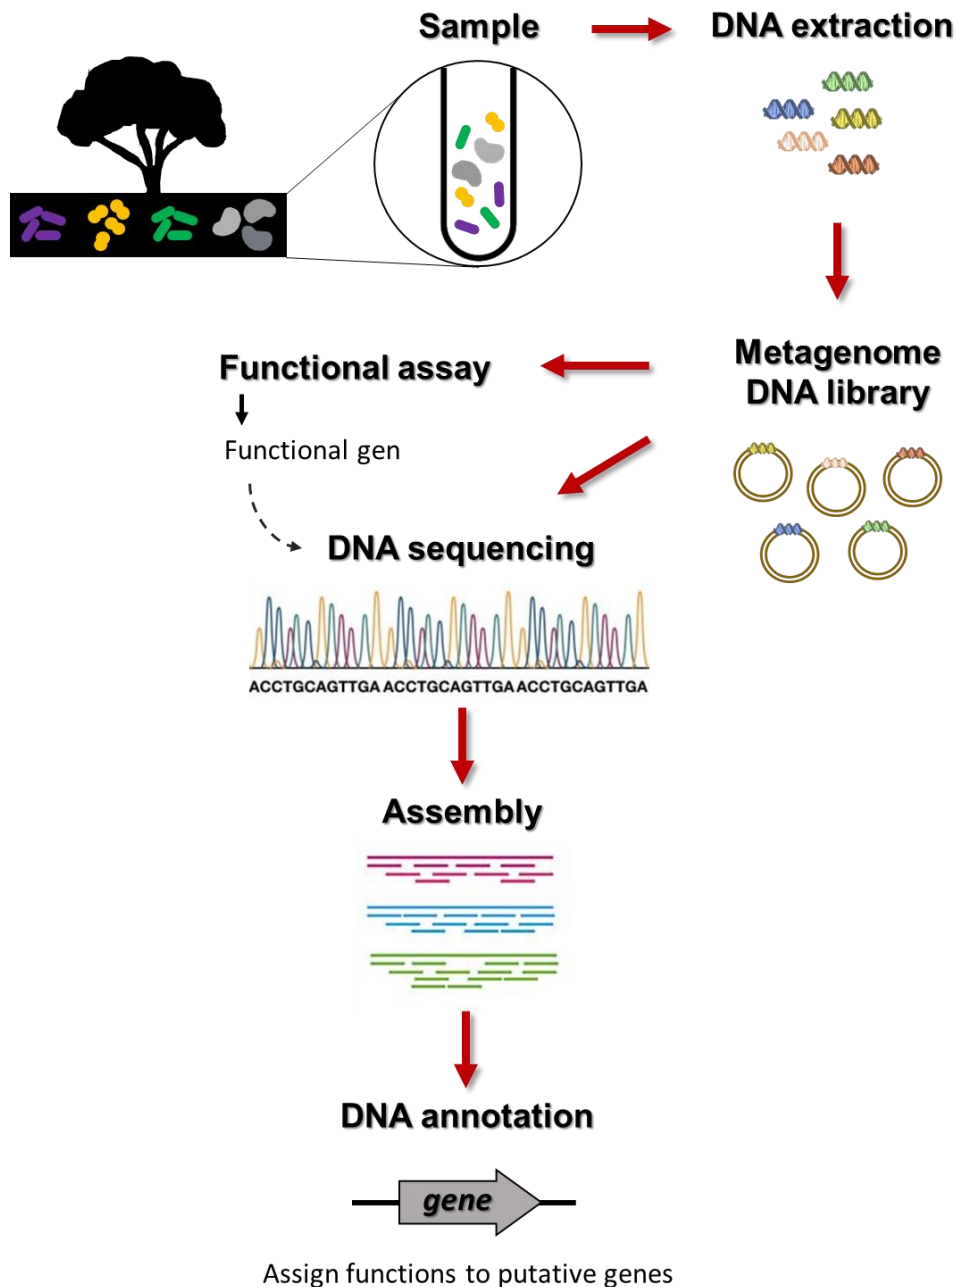 Sample
DNA extraction
Metagenome
DNA library
Functional assay
Functional gen
DNA sequencing
ACCTGCAGTTGA ACCTGCAGTTGA ACCTGCAGTTGA
Assembly
DNA annotation
gene
Assign functions to putative genes